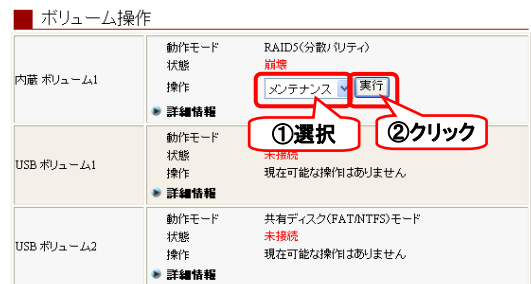 ボリューム操作
内蔵 ボリューム1
動作モード RAID5(分散パリティ)
状態 崩壊
操作 メンテナンス 実行
詳細情報
①選択
②クリック
USB ボリューム1
動作モード
状態 未接続
操作 現在可能な操作はありません
詳細情報
USB ボリューム2
動作モード 共有ディスク(FAT/NTFS)モード
状態 未接続
操作 現在可能な操作はありません
詳細情報